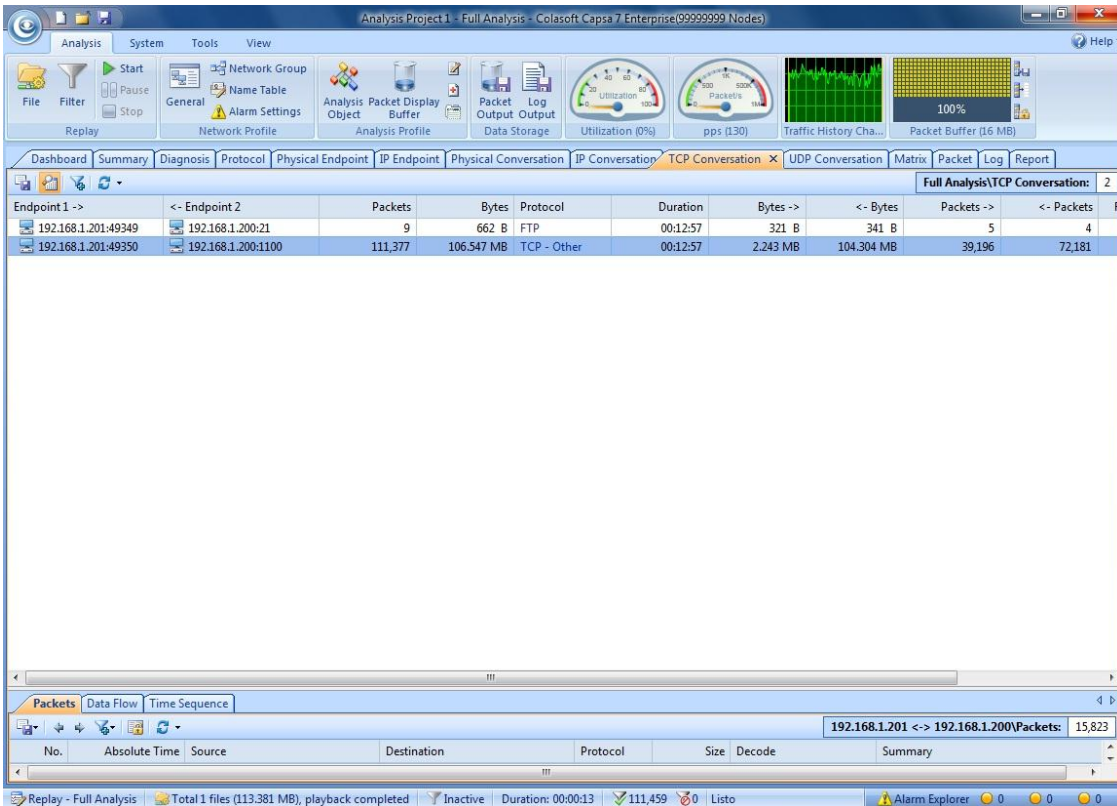 Analysis Project 1 - Full Analysis - Colasoft Capsa 7 Enterprise(99999999 Nodes)
Analysis System Tools View Help
File Filter Start Pause Stop
Replay
General Network Group Name Table Alarm Settings
Network Profile
Analysis Object Packet Display Buffer
Analysis Profile
Packet Output Log Output
Data Storage
20 40 60 80 100
Utilization
Utilization (0%)
500 1K 500K 1M
Packet/s
pps (130)
Traffic History Cha...
100%
Packet Buffer (16 MB)
Dashboard Summary Diagnosis Protocol Physical Endpoint IP Endpoint Physical Conversation IP Conversation TCP Conversation UDP Conversation Matrix Packet Log Report
Full Analysis\TCP Conversation: 2
Endpoint 1 -> <- Endpoint 2 Packets Bytes Protocol Duration Bytes -> <- Bytes Packets -> <- Packets
192.168.1.201:49349 192.168.1.200:21 9 662 B FTP 00:12:57 321 B 341 B 5 4
192.168.1.201:49350 192.168.1.200:1100 111,377 106.547 MB TCP - Other 00:12:57 2.243 MB 104.304 MB 39,196 72,181
Packets Data Flow Time Sequence
192.168.1.201 <-> 192.168.1.200\Packets: 15,823
No. Absolute Time Source Destination Protocol Size Decode Summary
Replay - Full Analysis Total 1 files (113.381 MB), playback completed Inactive Duration: 00:00:13 111,459 0 Listo Alarm Explorer 0 0 0